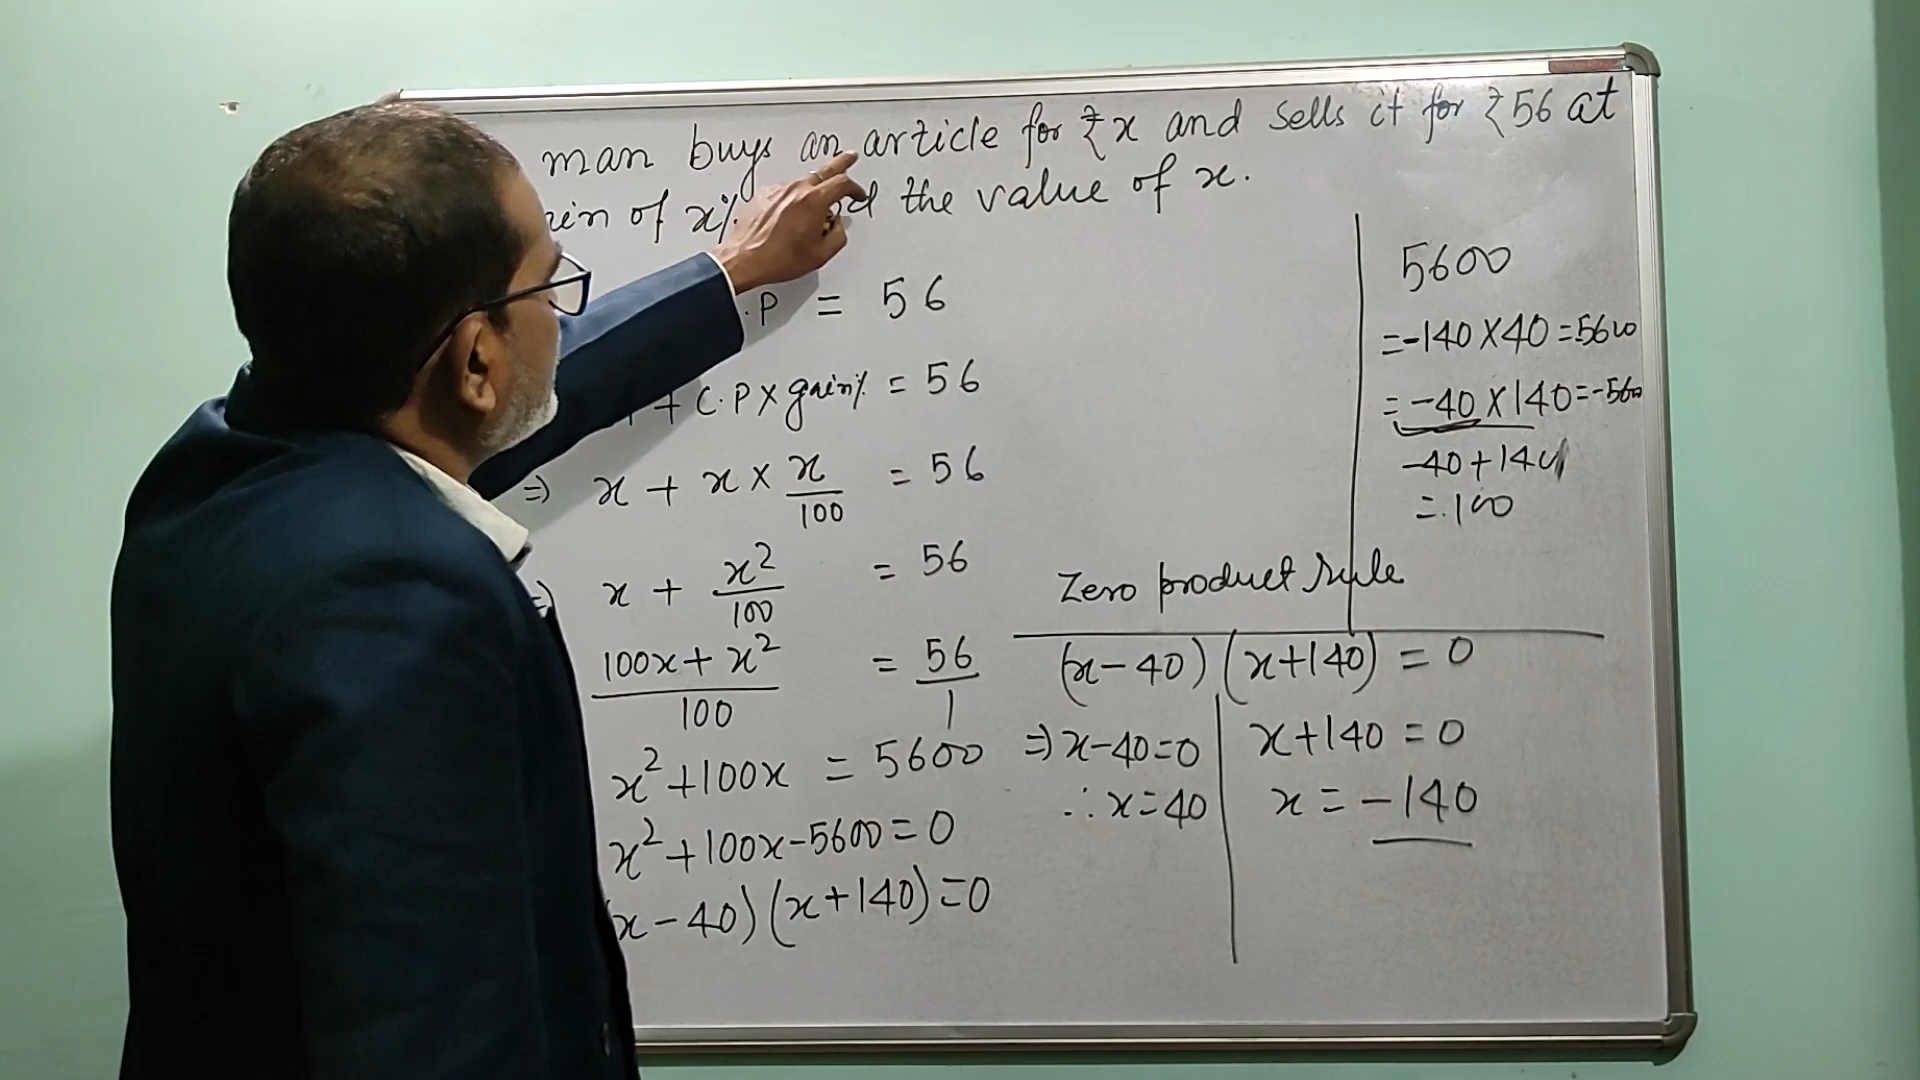 man buys an article for ₹x and sells it for ₹56 at
of x% the value of x.
.P = 56
+ C.P × gain% = 56
⇒ x + x × x/100 = 56
x + x²/100 = 56
(100x + x²)/100 = 56/1
x² + 100x = 5600
x² + 100x - 5600 = 0
x - 40)(x + 140) = 0
5600
= -140 × 40 = 5600
= -40 × 140 = -5600
-40 + 140
= 100
Zero product rule
(x - 40)(x + 140) = 0
⇒ x - 40 = 0
∴ x = 40
x + 140 = 0
x = -140